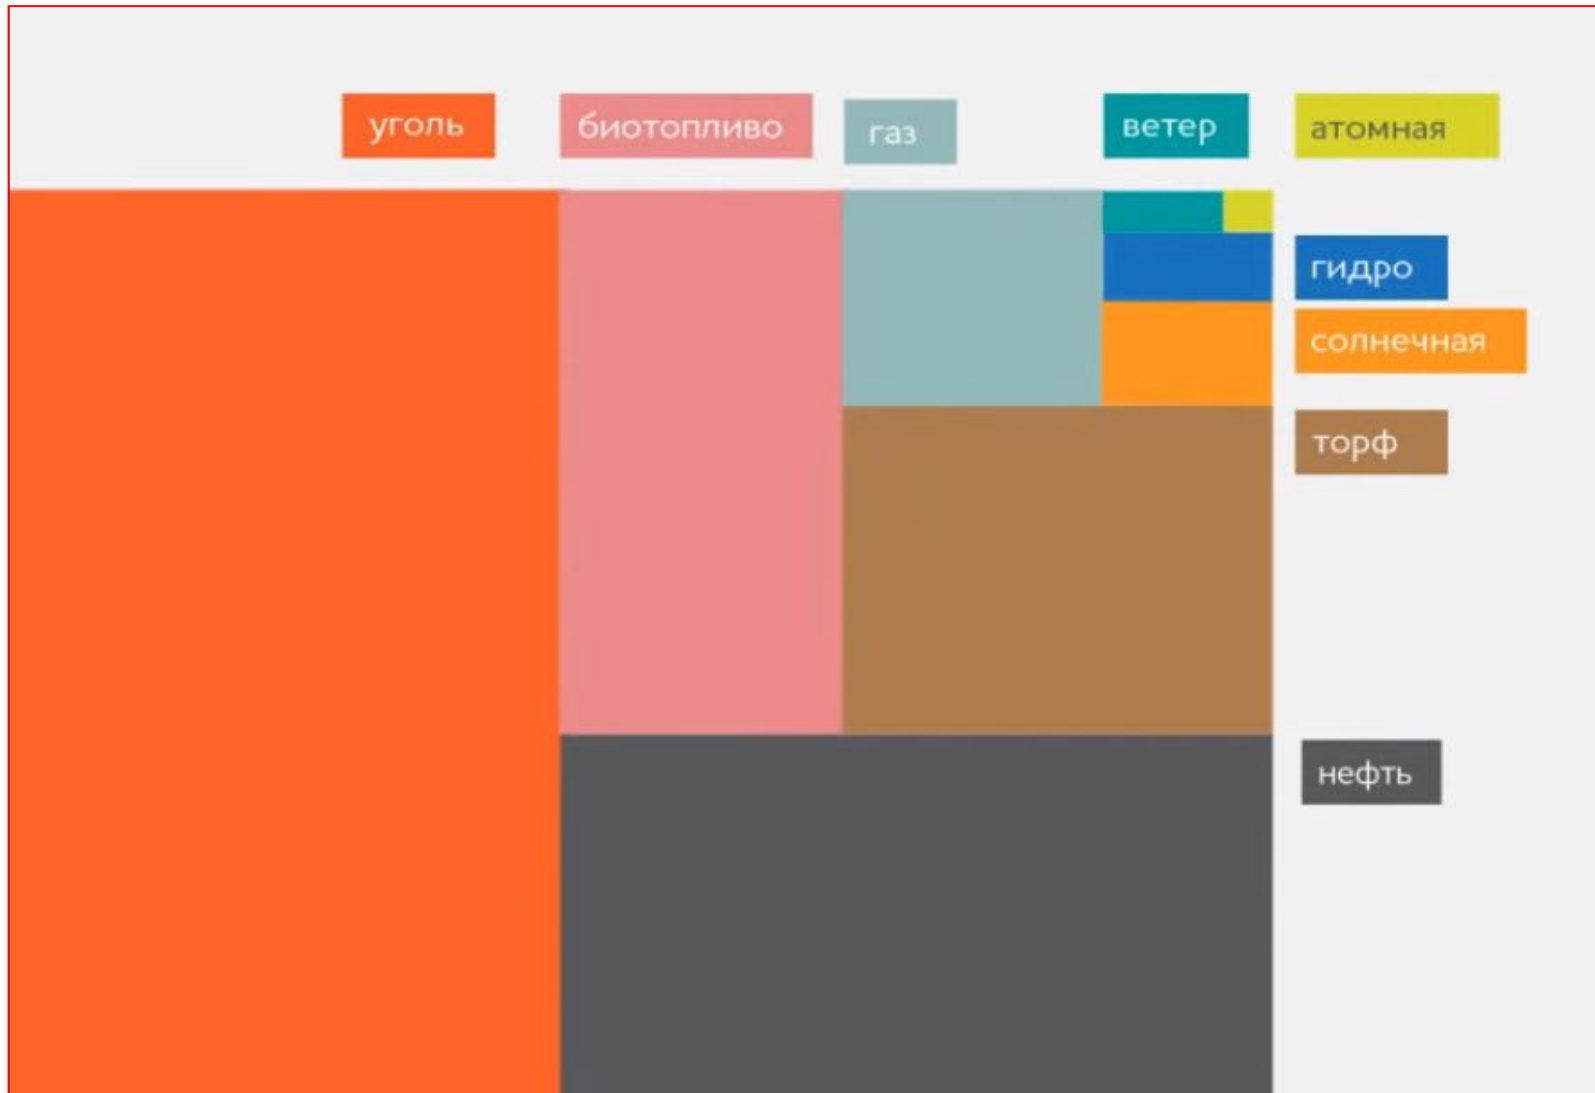 уголь
биотопливо
газ
ветер
атомная
гидро
солнечная
торф
нефть